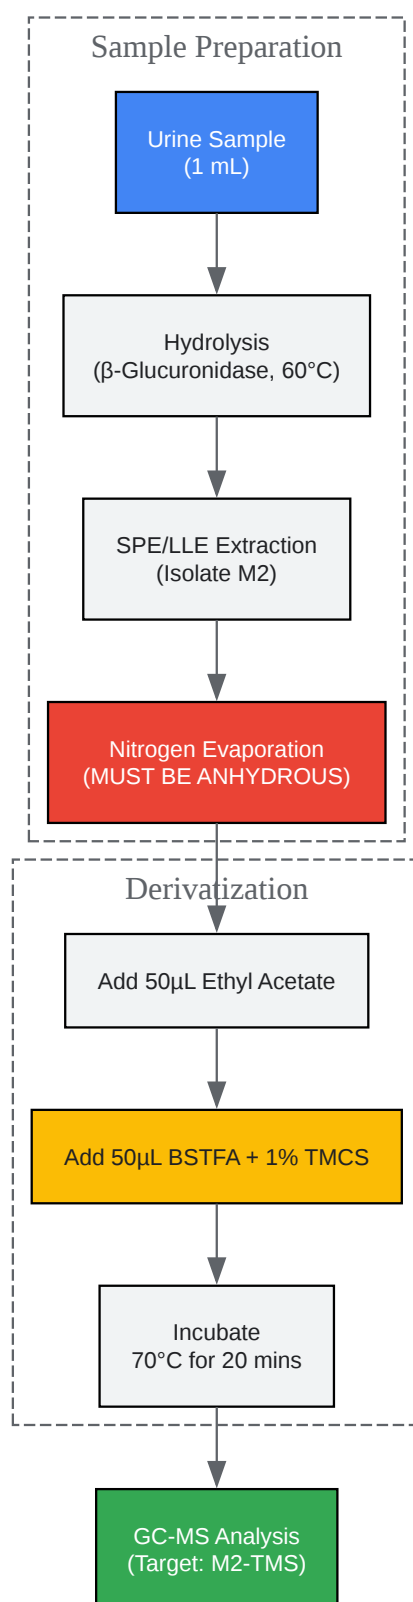 Sample Preparation
Urine Sample
(1 mL)
Hydrolysis
(β-Glucuronidase, 60°C)
SPE/LLE Extraction
(Isolate M2)
Nitrogen Evaporation
(MUST BE ANHYDROUS)
Derivatization
Add 50µL Ethyl Acetate
Add 50µL BSTFA + 1% TMCS
Incubate
70°C for 20 mins
GC-MS Analysis
(Target: M2-TMS)